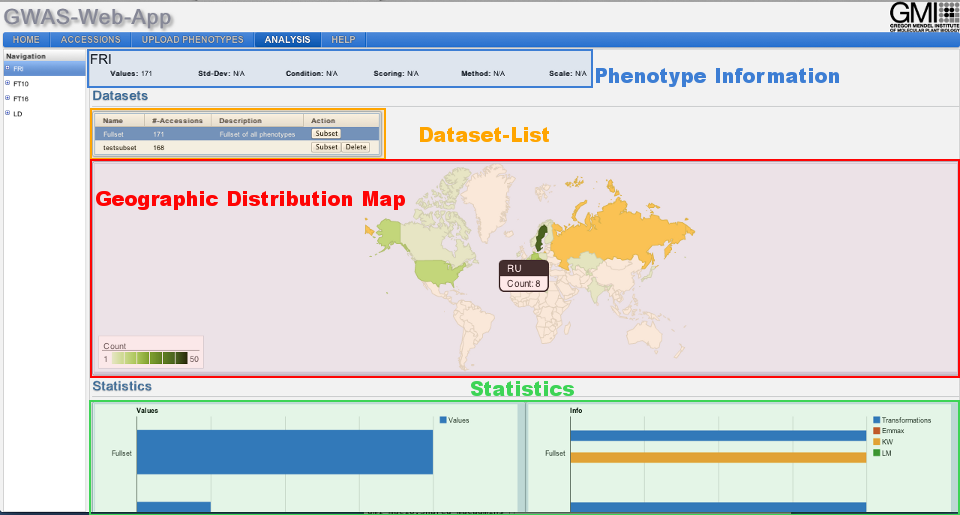 GWAS-Web-App
GMI
GREGOR MENDEL INSTITUTE
OF MOLECULAR PLANT BIOLOGY
HOME ACCESSIONS UPLOAD PHENOTYPES ANALYSIS HELP
Navigation
FRI
FT10
FT16
LD
FRI
Values: 171 Std-Dev: N/A Condition: N/A Scoring: N/A Method: N/A Scale: N/A
Phenotype Information
Datasets
Name #-Accessions Description Action
Fullset 171 Fullset of all phenotypes Subset
testsubset 168 Subset Delete
Dataset-List
Geographic Distribution Map
RU
Count: 8
Count
1 50
Statistics
Statistics
Values
Values
Fullset
Info
Transformations
Emmax
KW
LM
Fullset